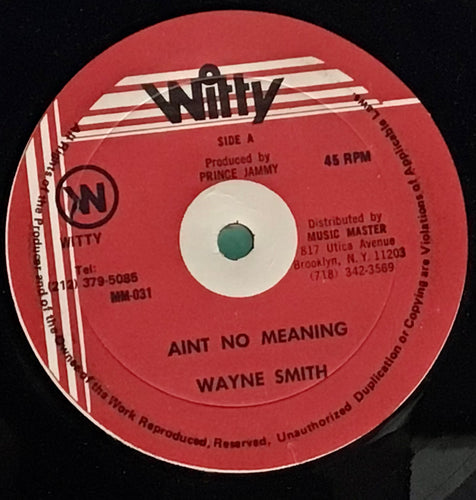 Witty
SIDE A
Produced by
PRINCE JAMMY
45 RPM
WITTY
Tel:
(212) 379-5085
MM-031
Distributed by
MUSIC MASTER
817 Utica Avenue
Brooklyn, N.Y. 11203
(718) 342-3569
AINT NO MEANING
WAYNE SMITH
All Rights of the Producer and of the Owner of the Work Reproduced, Reserved, Unauthorized Duplication or Copying are Violations of Applicable Laws.